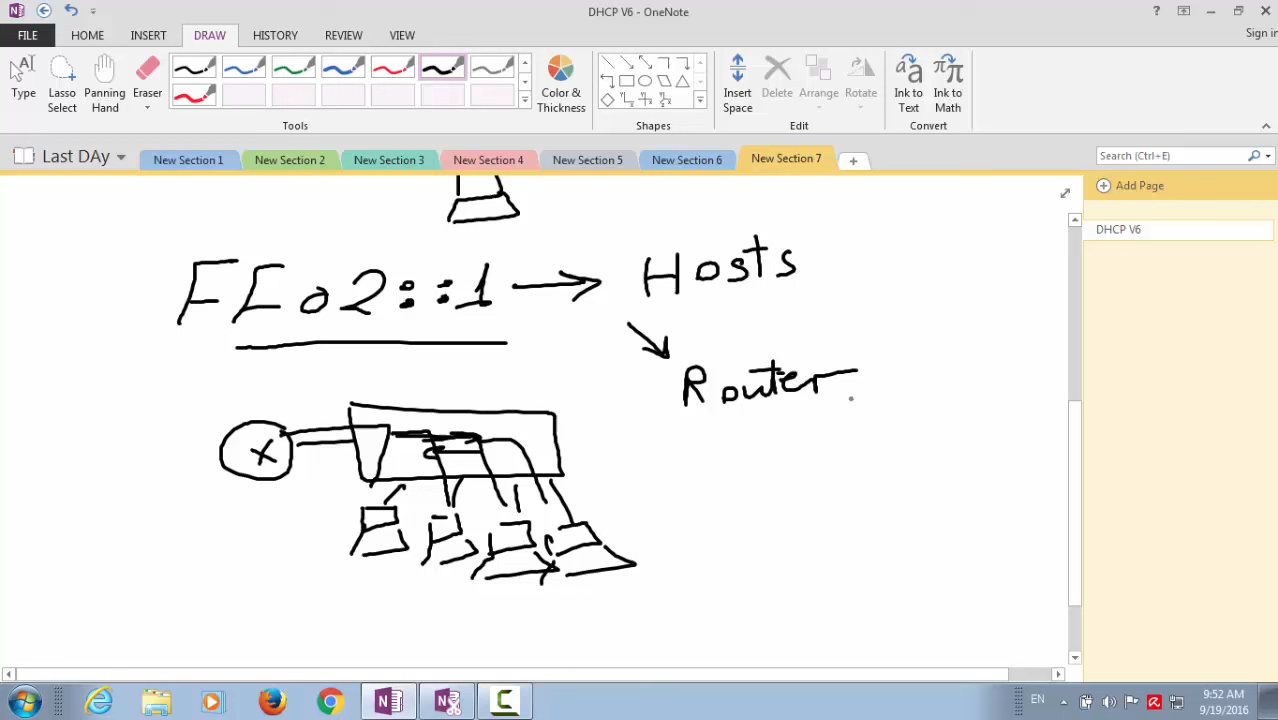 DHCP V6 - OneNote
FILE HOME INSERT DRAW HISTORY REVIEW VIEW Sign in
Type Lasso Select Panning Hand Eraser Color & Thickness Insert Space Delete Arrange Rotate Ink to Text Ink to Math
Tools Shapes Edit Convert
Last DAy New Section 1 New Section 2 New Section 3 New Section 4 New Section 5 New Section 6 New Section 7 Search (Ctrl+E)
Add Page
DHCP V6
FEo2::1 → Hosts
Router
X
EN 9:52 AM
9/19/2016